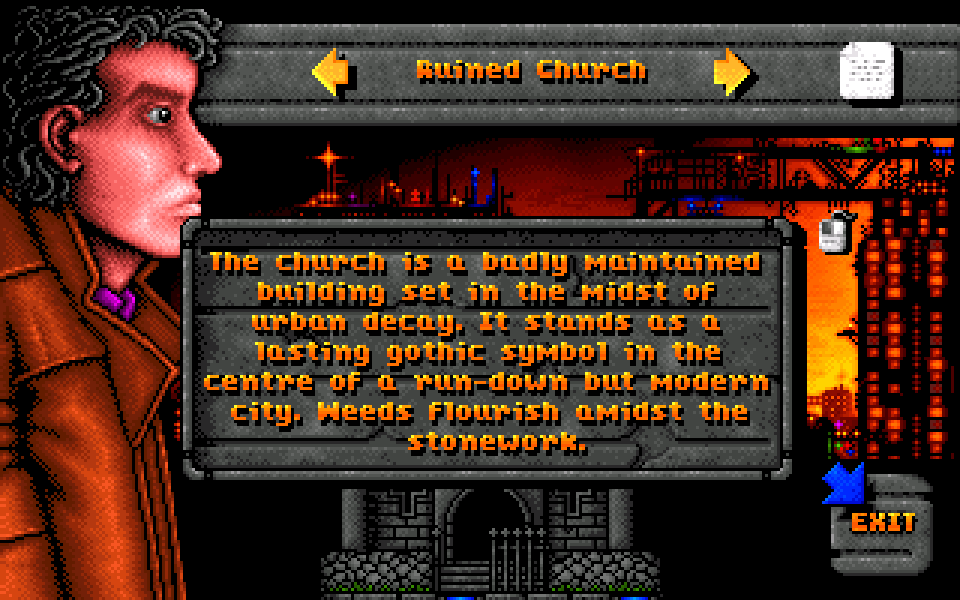 Ruined Church
The church is a badly maintained
building set in the midst of
urban decay. It stands as a
lasting gothic symbol in the
centre of a run-down but modern
city. Weeds flourish amidst the
stonework.
EXIT